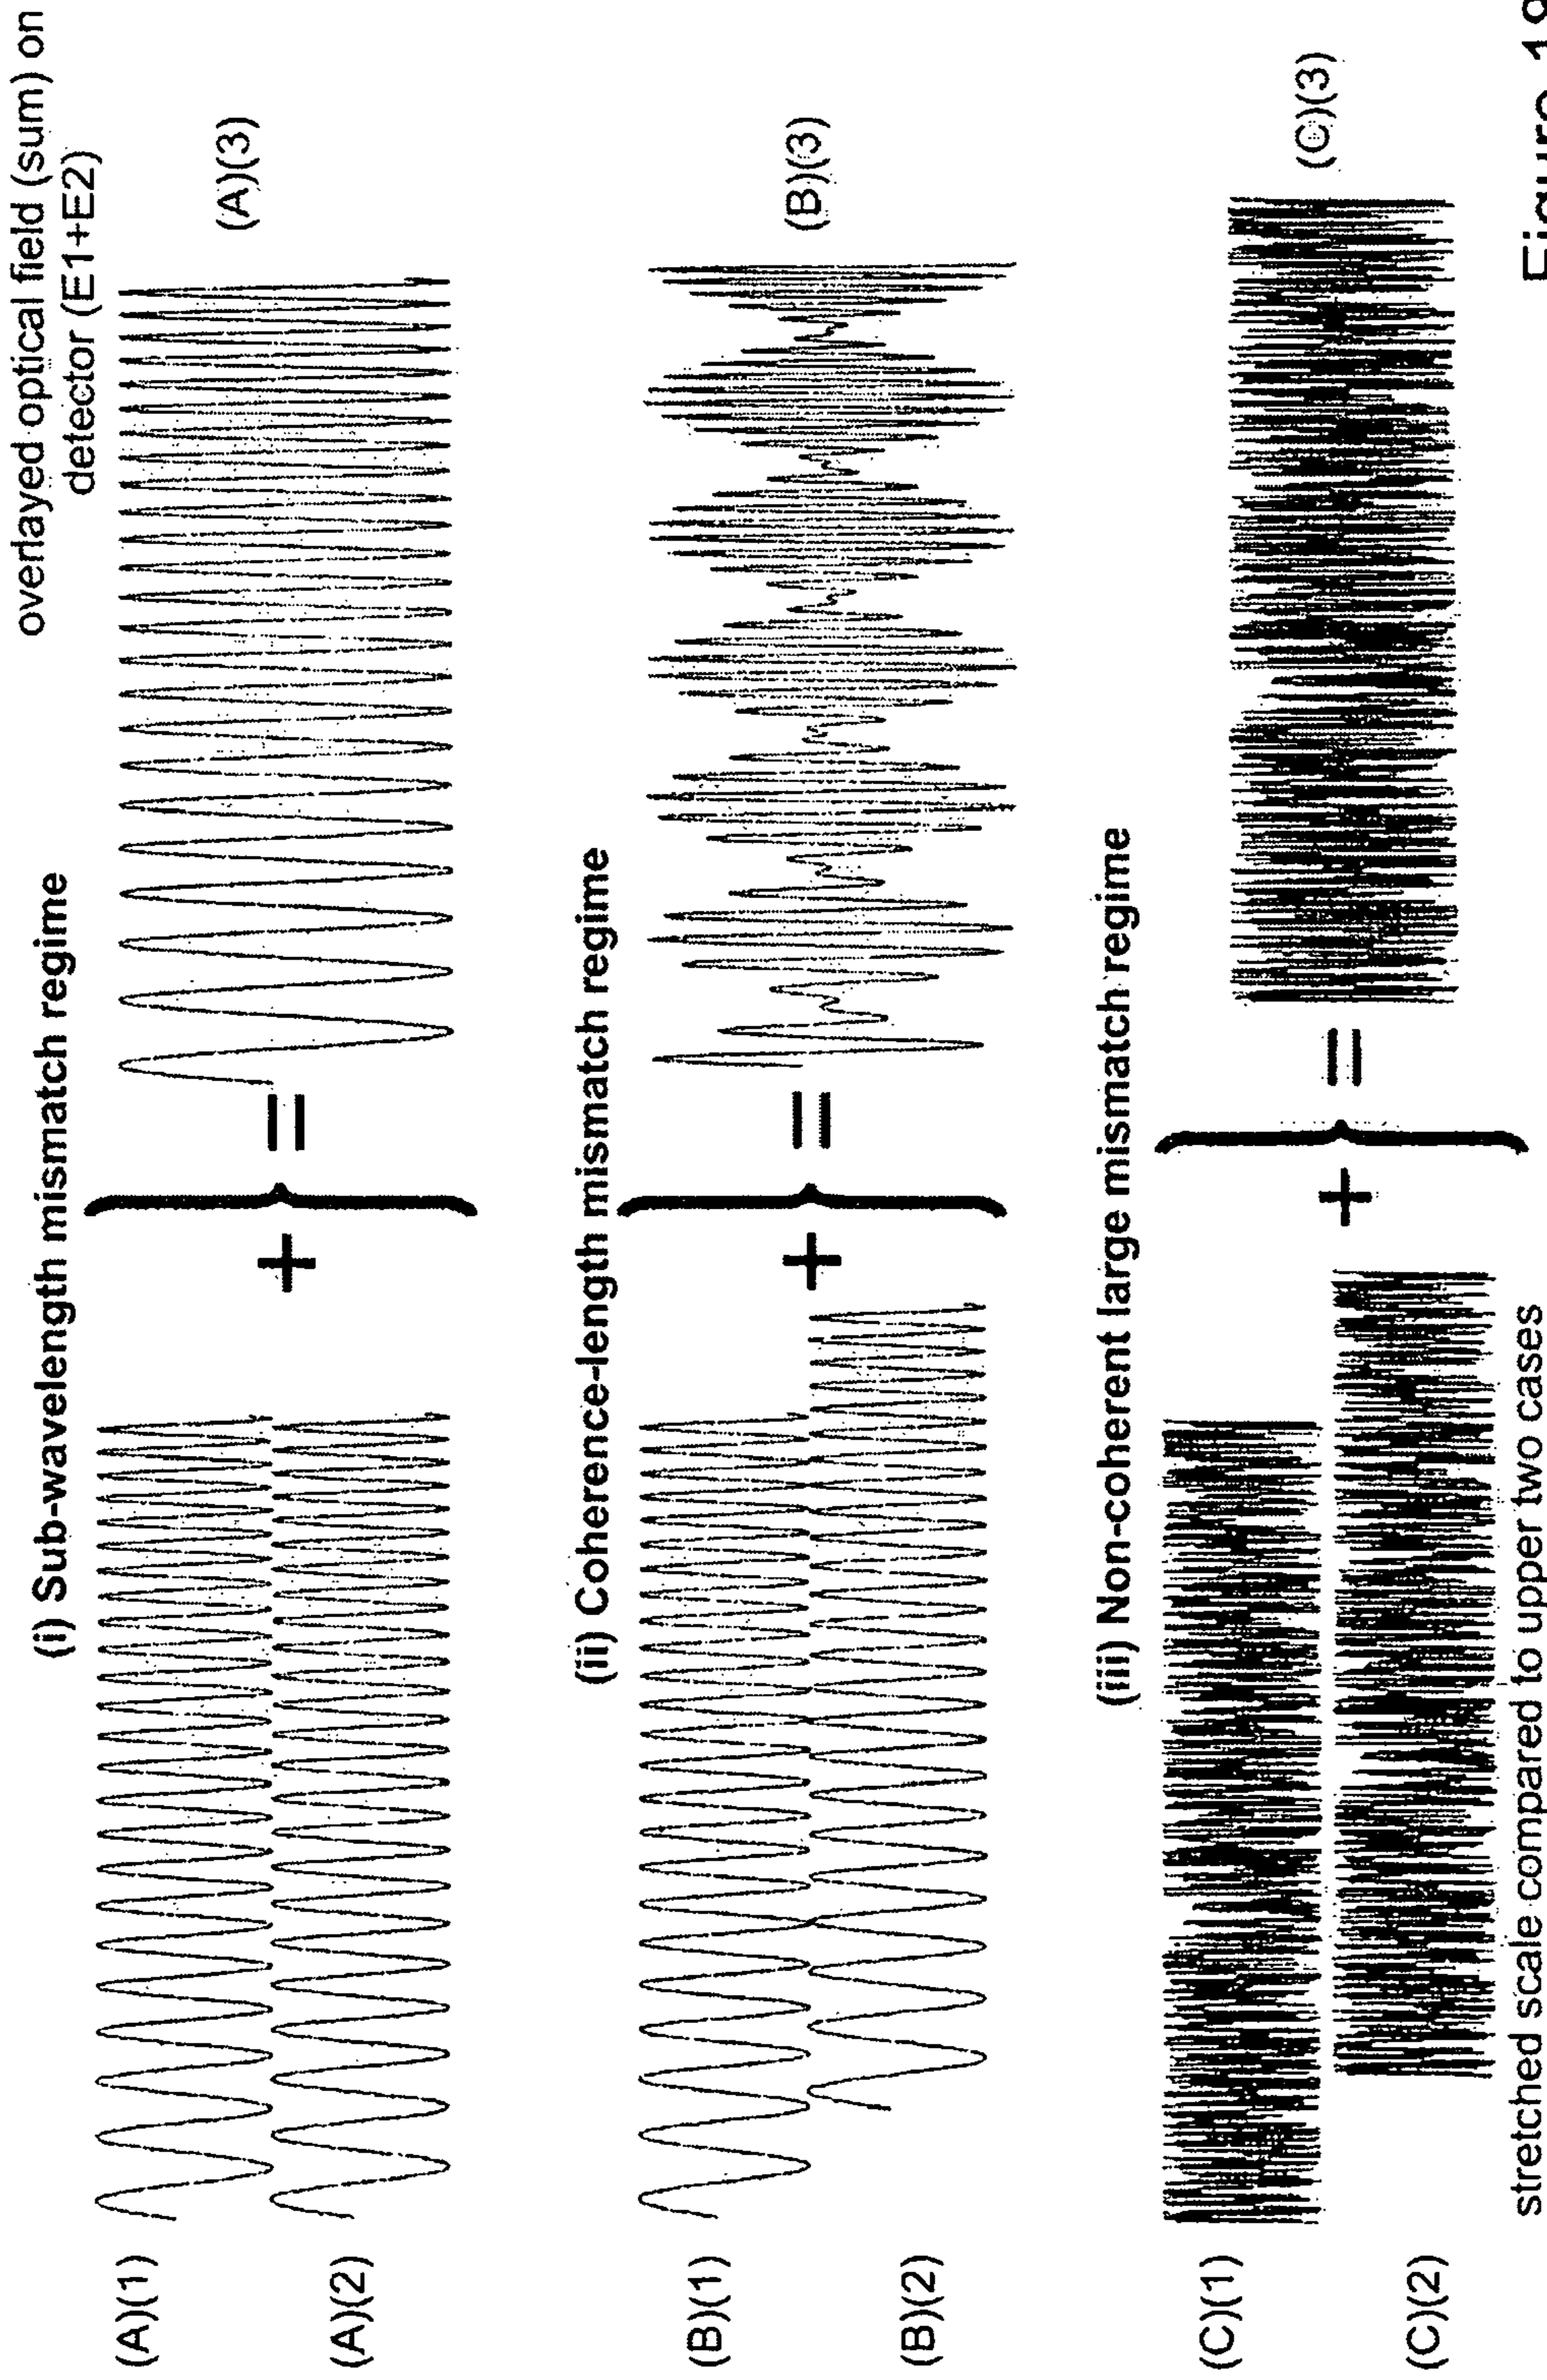 overlayed optical field (sum) on
detector (E1+E2)
(i) Sub-wavelength mismatch regime
(A)(1)
(A)(2)
+
=
(A)(3)
(ii) Coherence-length mismatch regime
(B)(1)
(B)(2)
+
=
(B)(3)
(iii) Non-coherent large mismatch regime
(C)(1)
(C)(2)
+
=
(C)(3)
stretched scale compared to upper two cases
Figure